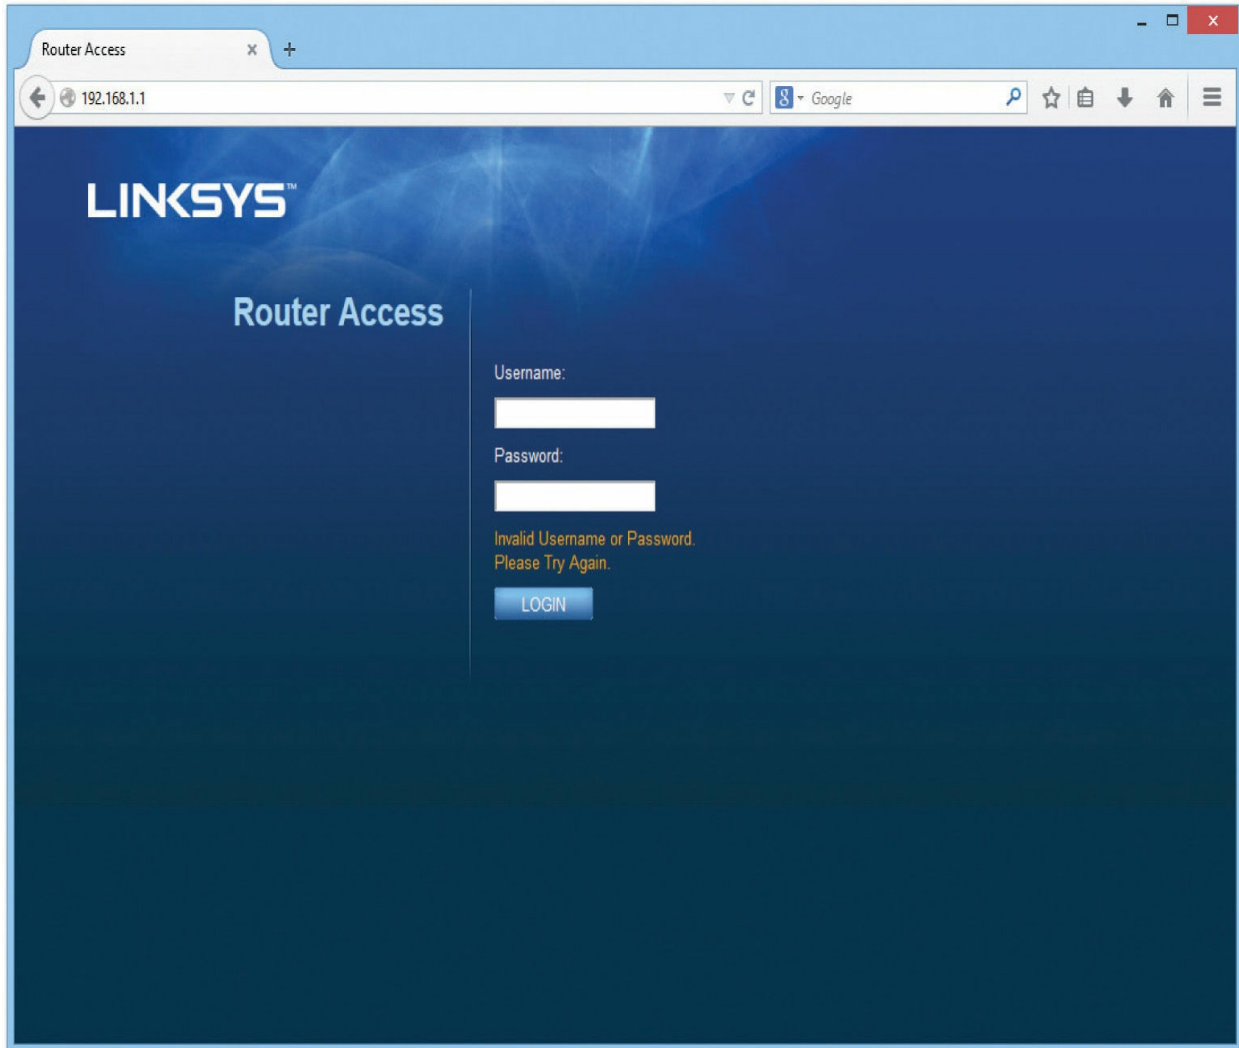 Router Access
192.168.1.1
Google
LINKSYS™
Router Access
Username:
Password:
Invalid Username or Password.
Please Try Again.
LOGIN